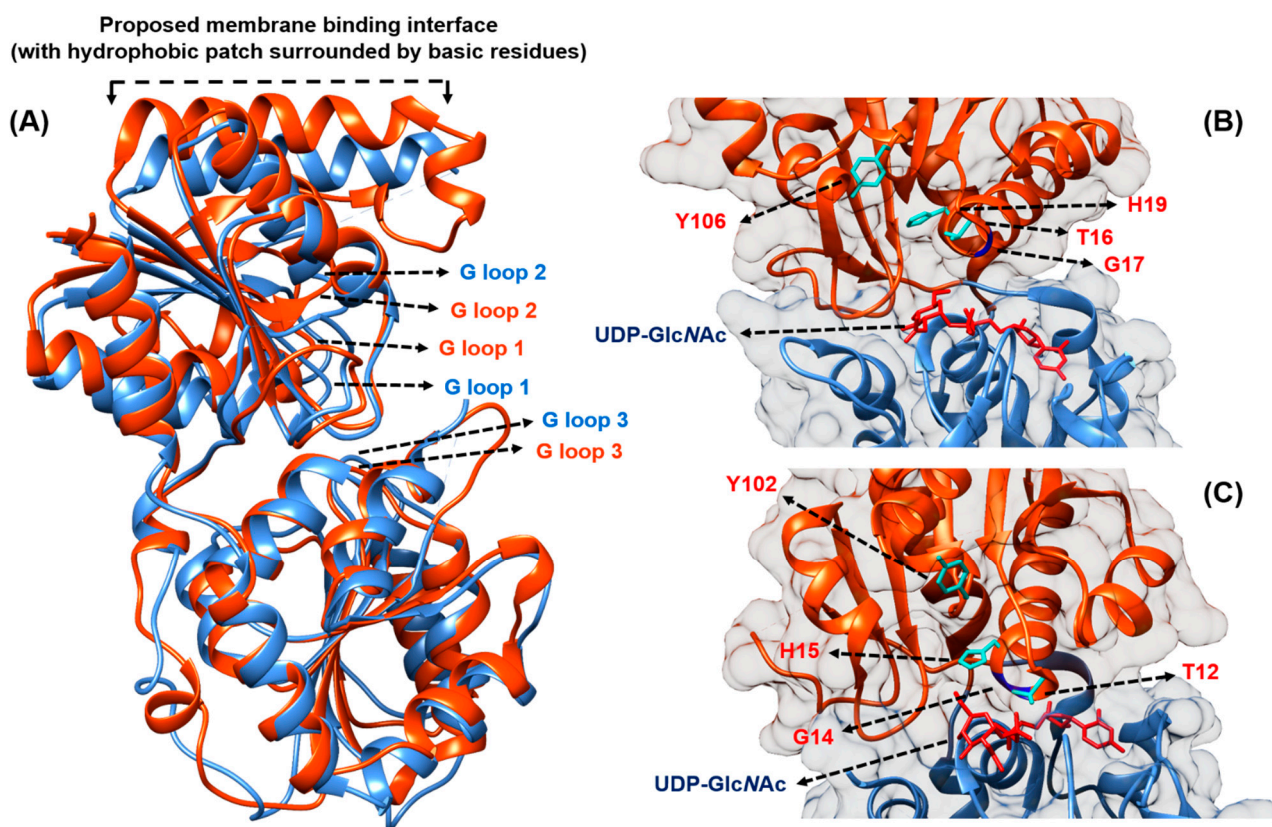 Proposed membrane binding interface
(with hydrophobic patch surrounded by basic residues)
(A)
G loop 2
G loop 2
G loop 1
G loop 1
G loop 3
G loop 3
(B)
Y106
H19
T16
G17
UDP-GlcNAc
(C)
Y102
H15
T12
G14
UDP-GlcNAc